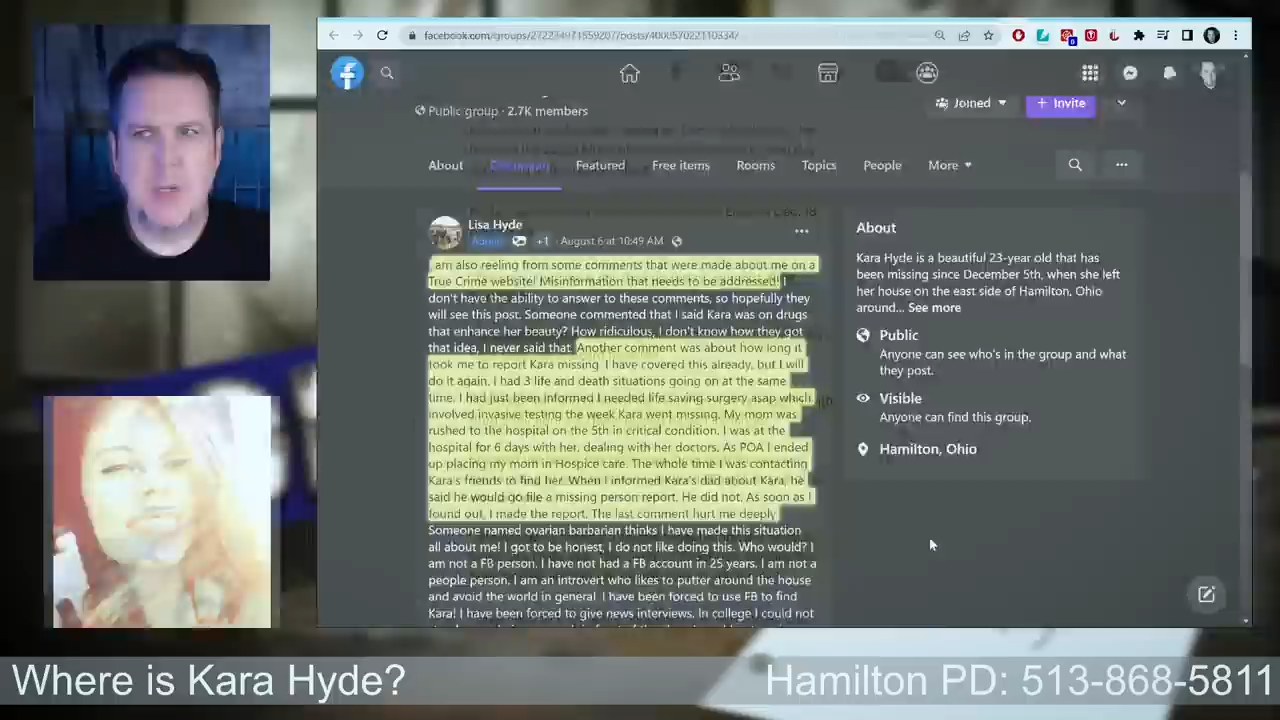 facebook.com/groups/272234971859207/posts/400057022110334/
Public group · 2.7K members
Joined
+ Invite
About
Discussion
Featured
Free items
Rooms
Topics
People
More
Lisa Hyde
Admin +1 · August 6 at 10:49 AM ·
I am also reeling from some comments that were made about me on a
True Crime website! Misinformation that needs to be addressed! I
don't have the ability to answer to these comments, so hopefully they
will see this post. Someone commented that I said Kara was on drugs
that enhance her beauty? How ridiculous, I don't know how they got
that idea, I never said that. Another comment was about how long it
took me to report Kara missing. I have covered this already, but I will
do it again. I had 3 life and death situations going on at the same
time. I had just been informed I needed life saving surgery asap which
involved invasive testing the week Kara went missing. My mom was
rushed to the hospital on the 5th in critical condition. I was at the
hospital for 6 days with her, dealing with her doctors. As POA I ended
up placing my mom in Hospice care. The whole time I was contacting
Kara's friends to find her. When I informed Kara's dad about Kara, he
said he would go file a missing person report. He did not. As soon as I
found out, I made the report. The last comment hurt me deeply
Someone named ovarian barbarian thinks I have made this situation
all about me! I got to be honest, I do not like doing this. Who would? I
am not a FB person. I have not had a FB account in 25 years. I am not a
people person. I am an introvert who likes to putter around the house
and avoid the world in general. I have been forced to use FB to find
Kara! I have been forced to give news interviews. In college I could not
About
Kara Hyde is a beautiful 23-year old that has
been missing since December 5th, when she left
her house on the east side of Hamilton, Ohio
around... See more
Public
Anyone can see who's in the group and what
they post.
Visible
Anyone can find this group.
Hamilton, Ohio
Where is Kara Hyde?
Hamilton PD: 513-868-5811